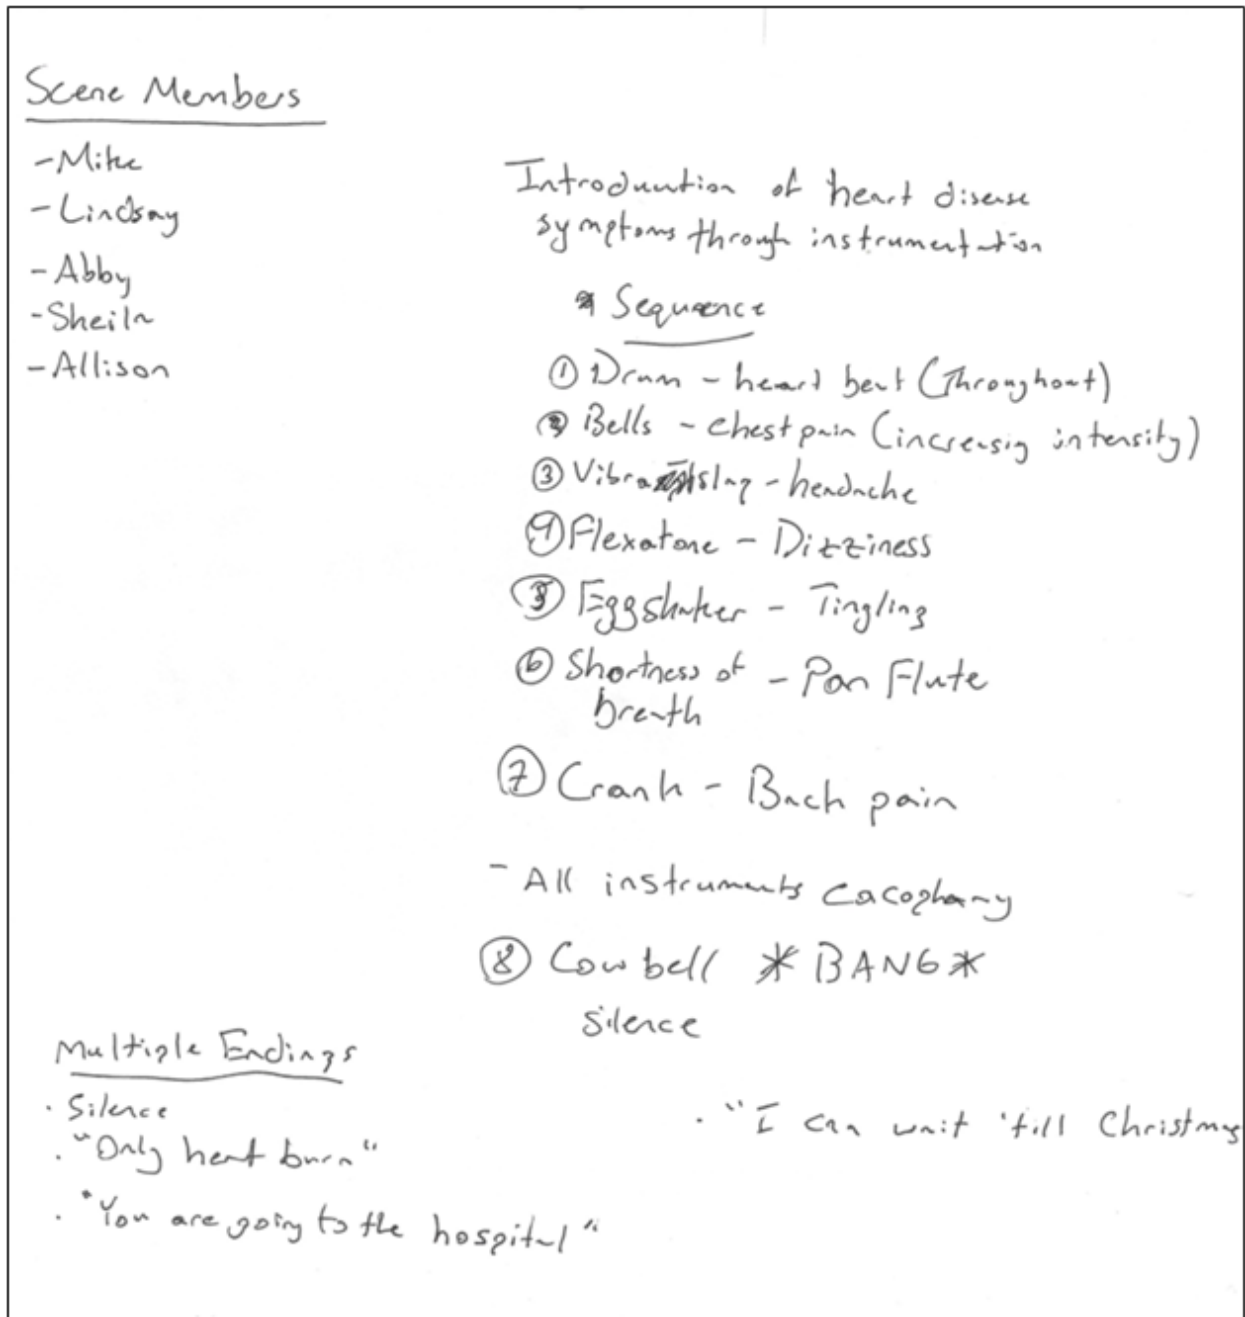 Scene Members
- Mike
- Lindsay
- Abby
- Sheila
- Allison
Introduction of heart disease
symptoms through instrumentation
* Sequence
① Drum - heart beat (Throughout)
② Bells - chest pain (increasig intensity)
③ Vibraslap - headache
④ Flexatone - Dizziness
⑤ Eggshaker - Tingling
⑥ Shortness of - Pan Flute
breath
⑦ Crank - Back pain
- All instruments cacophany
⑧ Cowbell * BANG *
silence
Multiple Endings
. Silence
. "Only heart burn"
. "You are going to the hospital"
. "I can wait 'till Christmas